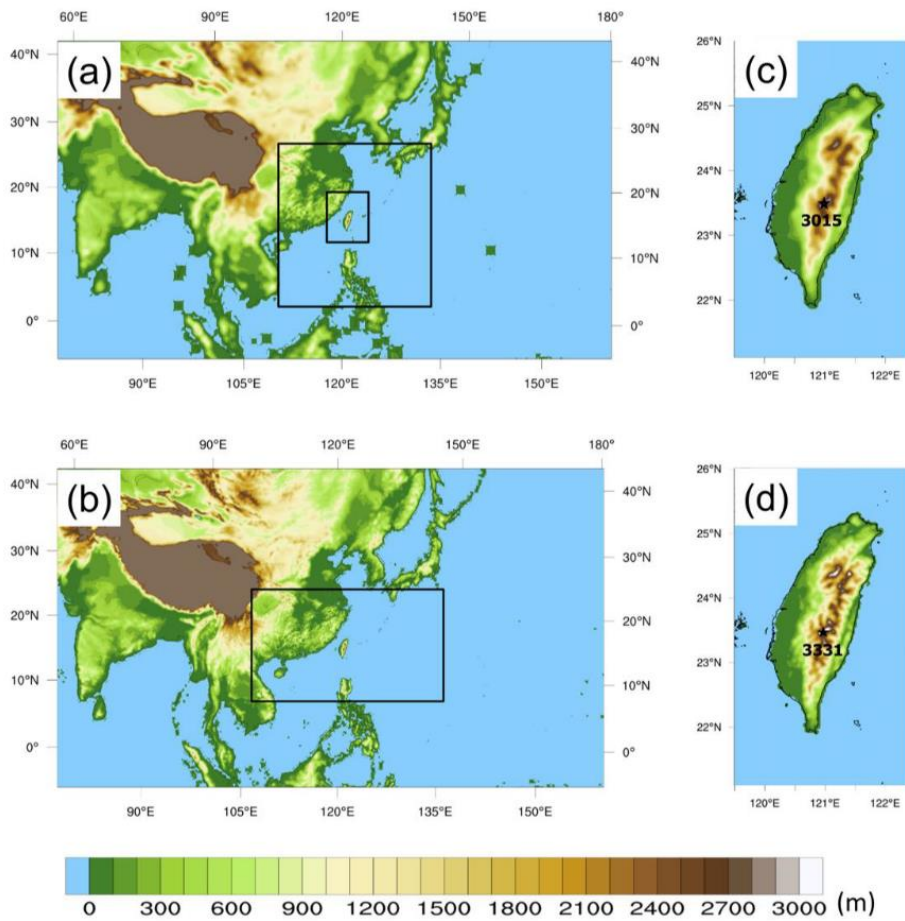 60°E 90°E 120°E 150°E 180°
(a)
40°N 40°N
30°N 30°N
20°N 20°N
10°N 10°N
0° 0°
90°E 105°E 120°E 135°E 150°E
(c)
26°N
25°N
24°N
23°N
22°N
3015
120°E 121°E 122°E
60°E 90°E 120°E 150°E 180°
(b)
40°N 40°N
30°N 30°N
20°N 20°N
10°N 10°N
0° 0°
90°E 105°E 120°E 135°E 150°E
(d)
26°N
25°N
24°N
23°N
22°N
3331
120°E 121°E 122°E
0 300 600 900 1200 1500 1800 2100 2400 2700 3000 (m)